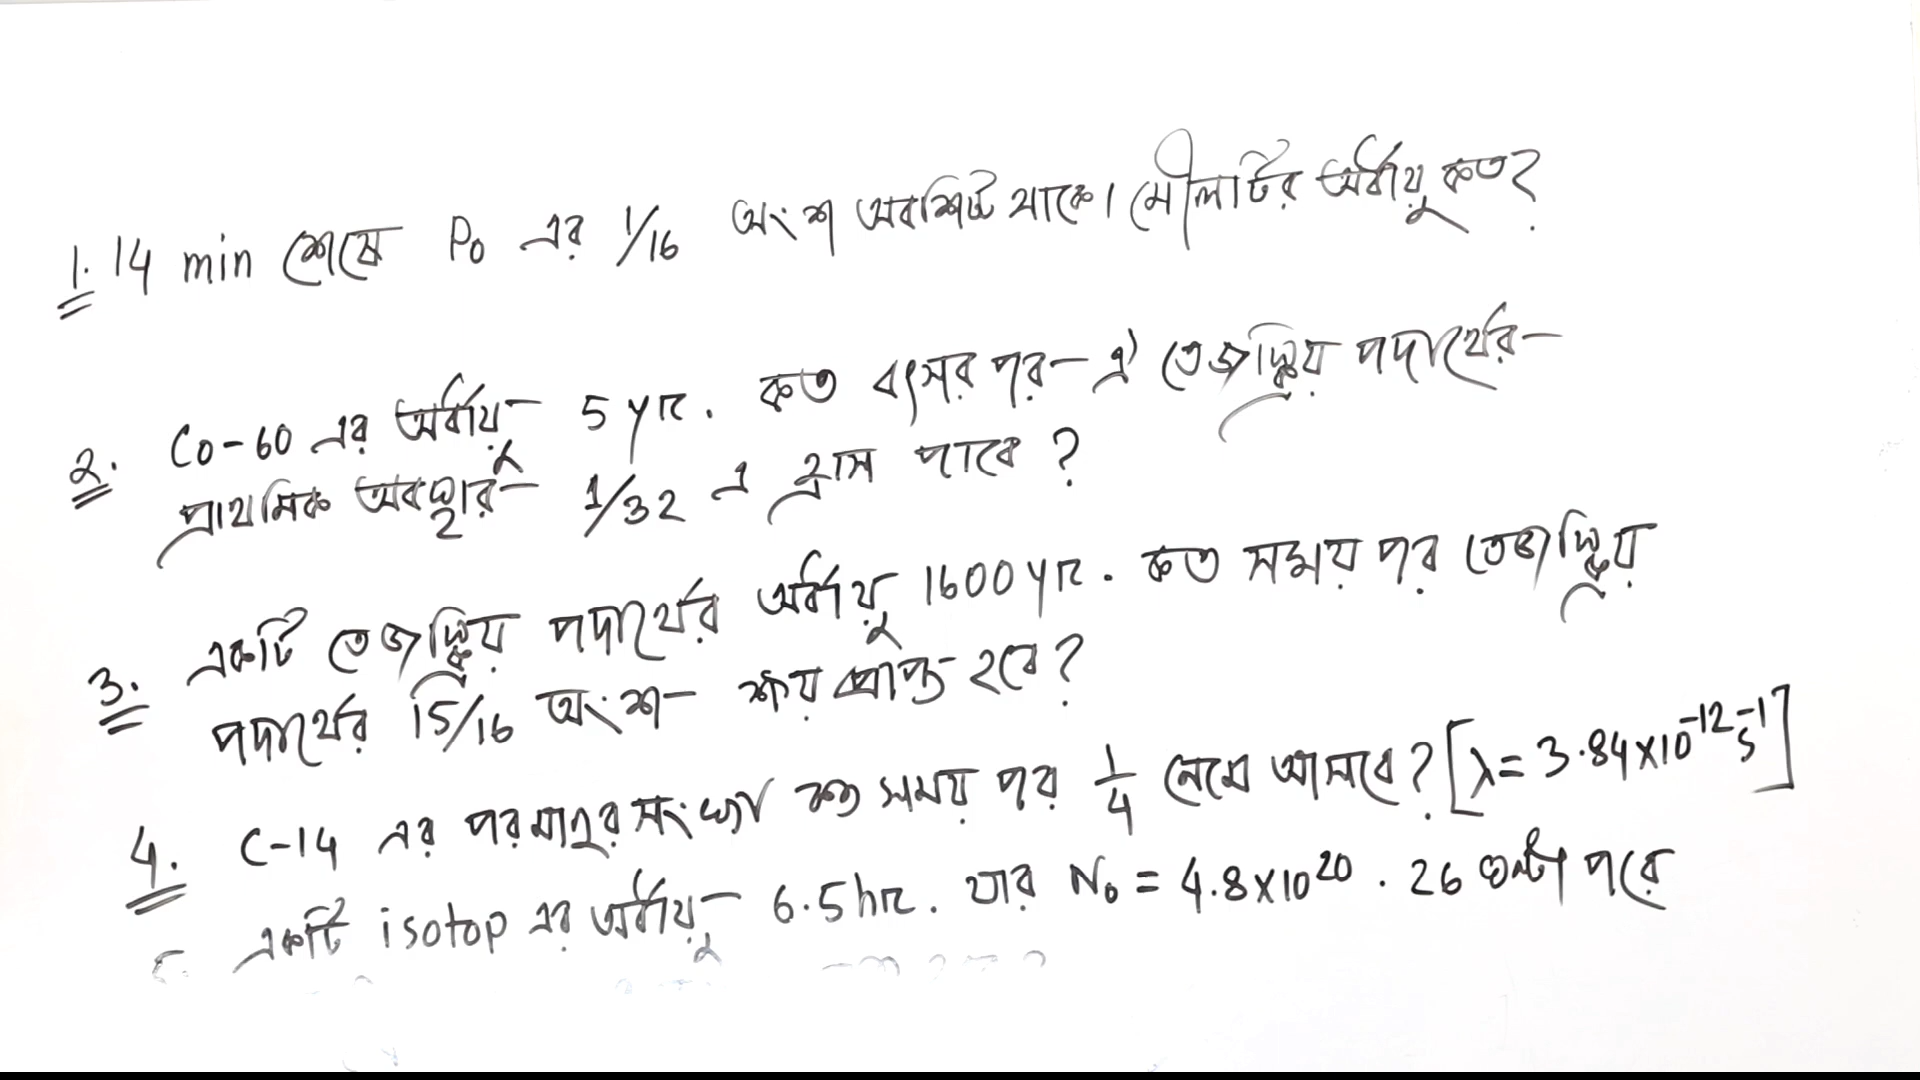 1. 14 min শেষে Po এর 1/16 অংশ অবশিষ্ট থাকে। মৌলটির অর্ধায়ু কত?
2. Co-60 এর অর্ধায়ু 5 yr. কত বৎসর পর ঐ তেজস্ক্রিয় পদার্থের
প্রাথমিক অবস্থার 1/32 এ হ্রাস পাবে?
3. একটি তেজস্ক্রিয় পদার্থের অর্ধায়ু 1600 yr. কত সময় পর তেজস্ক্রিয়
পদার্থের 15/16 অংশ ক্ষয় প্রাপ্ত হবে?
4. C-14 এর পরমাণুর সংখ্যা কত সময় পর 1/4 নেমে আসবে? [λ = 3.84×10⁻¹² s⁻¹]
একটি isotop এর অর্ধায়ু 6.5 hr. যার N₀ = 4.8×10²⁰. 26 ঘন্টা পরে